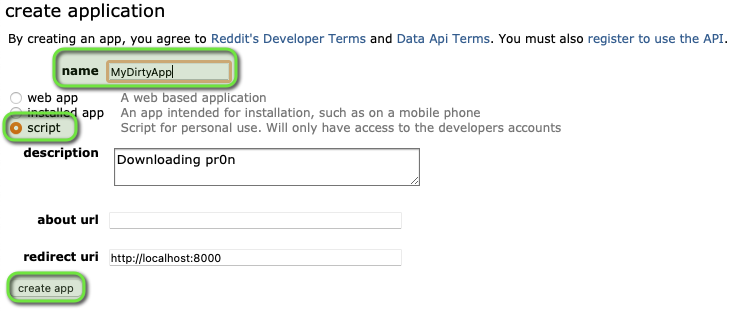 create application
By creating an app, you agree to Reddit's Developer Terms and Data Api Terms. You must also register to use the API.
name MyDirtyApp
web app A web based application
installed app An app intended for installation, such as on a mobile phone
script Script for personal use. Will only have access to the developers accounts
description Downloading pr0n
about url
redirect uri http://localhost:8000
create app